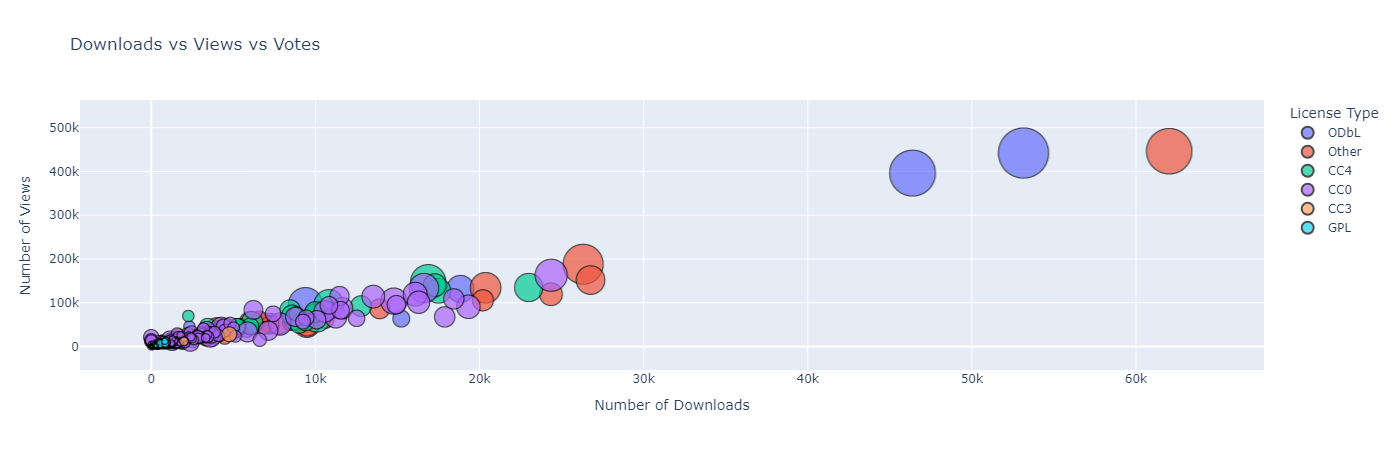 Downloads vs Views vs Votes
License Type
ODbL
Other
CC4
CC0
CC3
GPL
Number of Views
500k
400k
300k
200k
100k
0
0 10k 20k 30k 40k 50k 60k
Number of Downloads